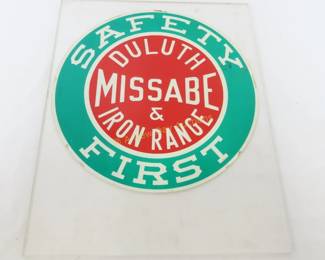 SAFETY
DULUTH
MISSABE
&
IRON RANGE
FIRST